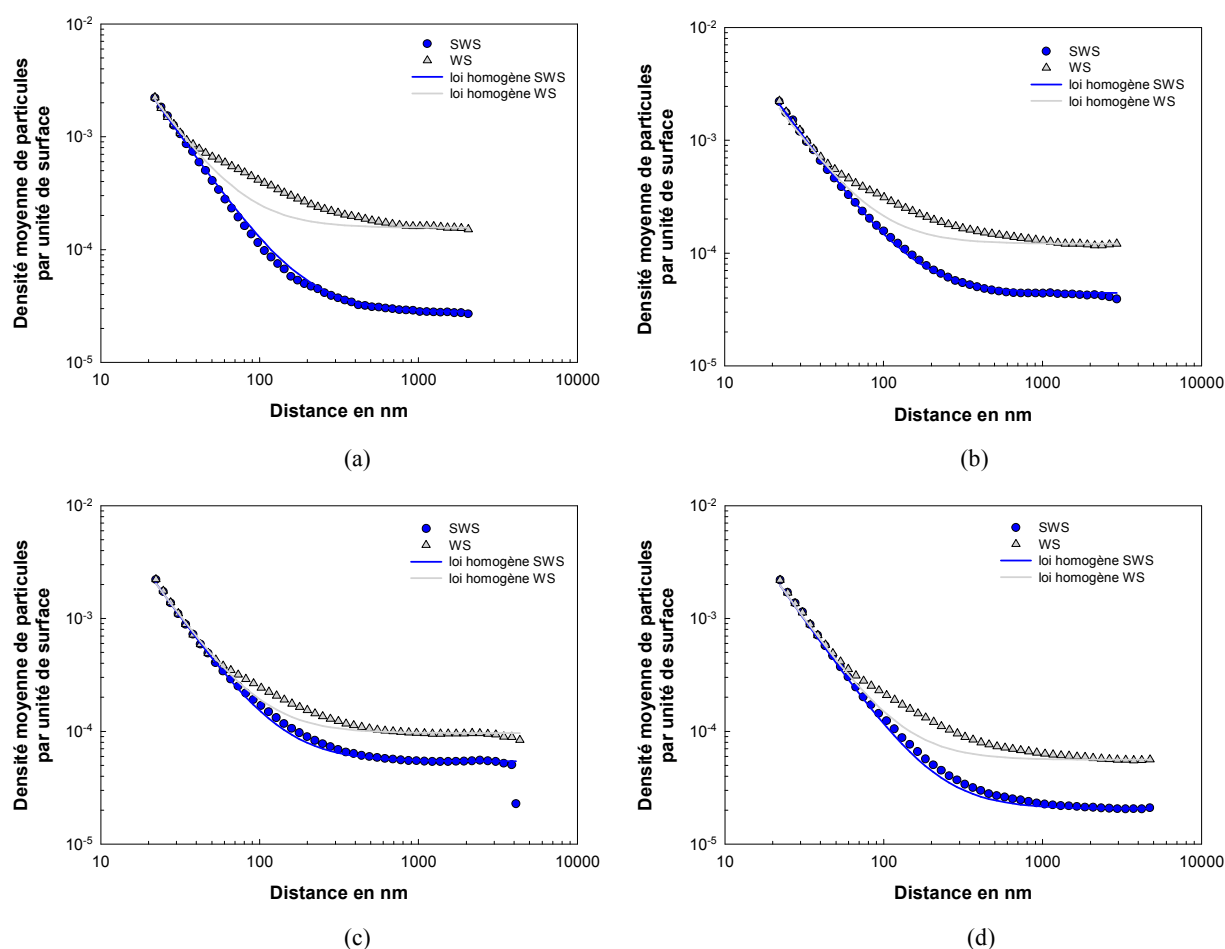 Densité moyenne de particules
par unité de surface
10-2
10-3
10-4
10-5
10 100 1000 10000
Distance en nm
SWS
WS
loi homogène SWS
loi homogène WS
(a)
Densité moyenne de particules
par unité de surface
10-2
10-3
10-4
10-5
10 100 1000 10000
Distance en nm
SWS
WS
loi homogène SWS
loi homogène WS
(b)
Densité moyenne de particules
par unité de surface
10-2
10-3
10-4
10-5
10 100 1000 10000
Distance en nm
SWS
WS
loi homogène SWS
loi homogène WS
(c)
Densité moyenne de particules
par unité de surface
10-2
10-3
10-4
10-5
10 100 1000 10000
Distance en nm
SWS
WS
loi homogène SWS
loi homogène WS
(d)